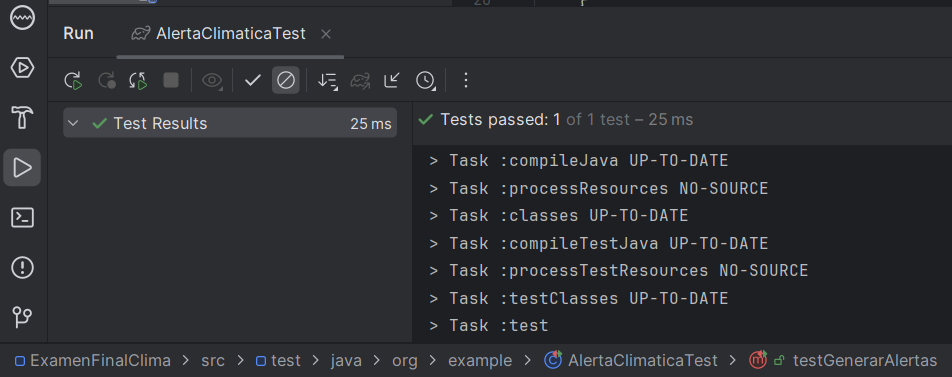 Run AlertaClimaticaTest
Test Results 25 ms
Tests passed: 1 of 1 test – 25 ms
> Task :compileJava UP-TO-DATE
> Task :processResources NO-SOURCE
> Task :classes UP-TO-DATE
> Task :compileTestJava UP-TO-DATE
> Task :processTestResources NO-SOURCE
> Task :testClasses UP-TO-DATE
> Task :test
ExamenFinalClima > src > test > java > org > example > AlertaClimaticaTest > testGenerarAlertas